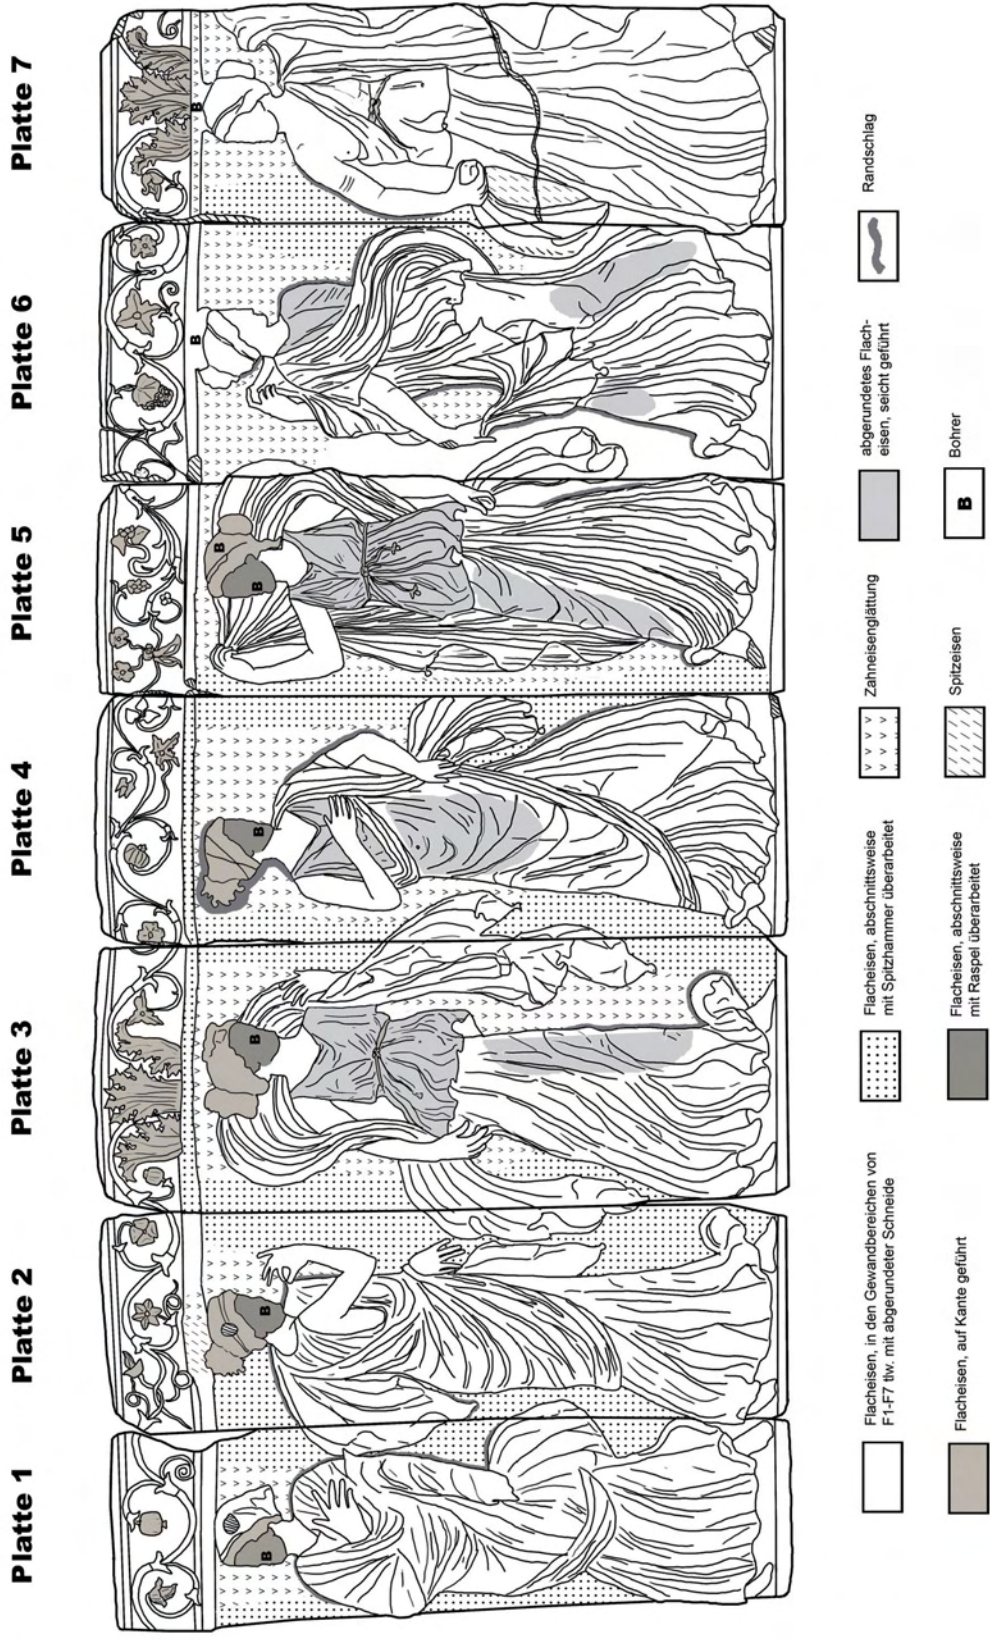 Platte 1
Platte 2
Platte 3
Platte 4
Platte 5
Platte 6
Platte 7
B
B
B
B
B
B
B
B
Flacheisen, in den Gewandbereichen von
F1-F7 tlw. mit abgerundeter Schneide
Flacheisen, abschnittsweise
mit Spitzhammer überarbeitet
Zahneisenglättung
abgerundetes Flach-
eisen, seicht geführt
Randschlag
Flacheisen, auf Kante geführt
Flacheisen, abschnittsweise
mit Raspel überarbeitet
Spitzeisen
B
Bohrer